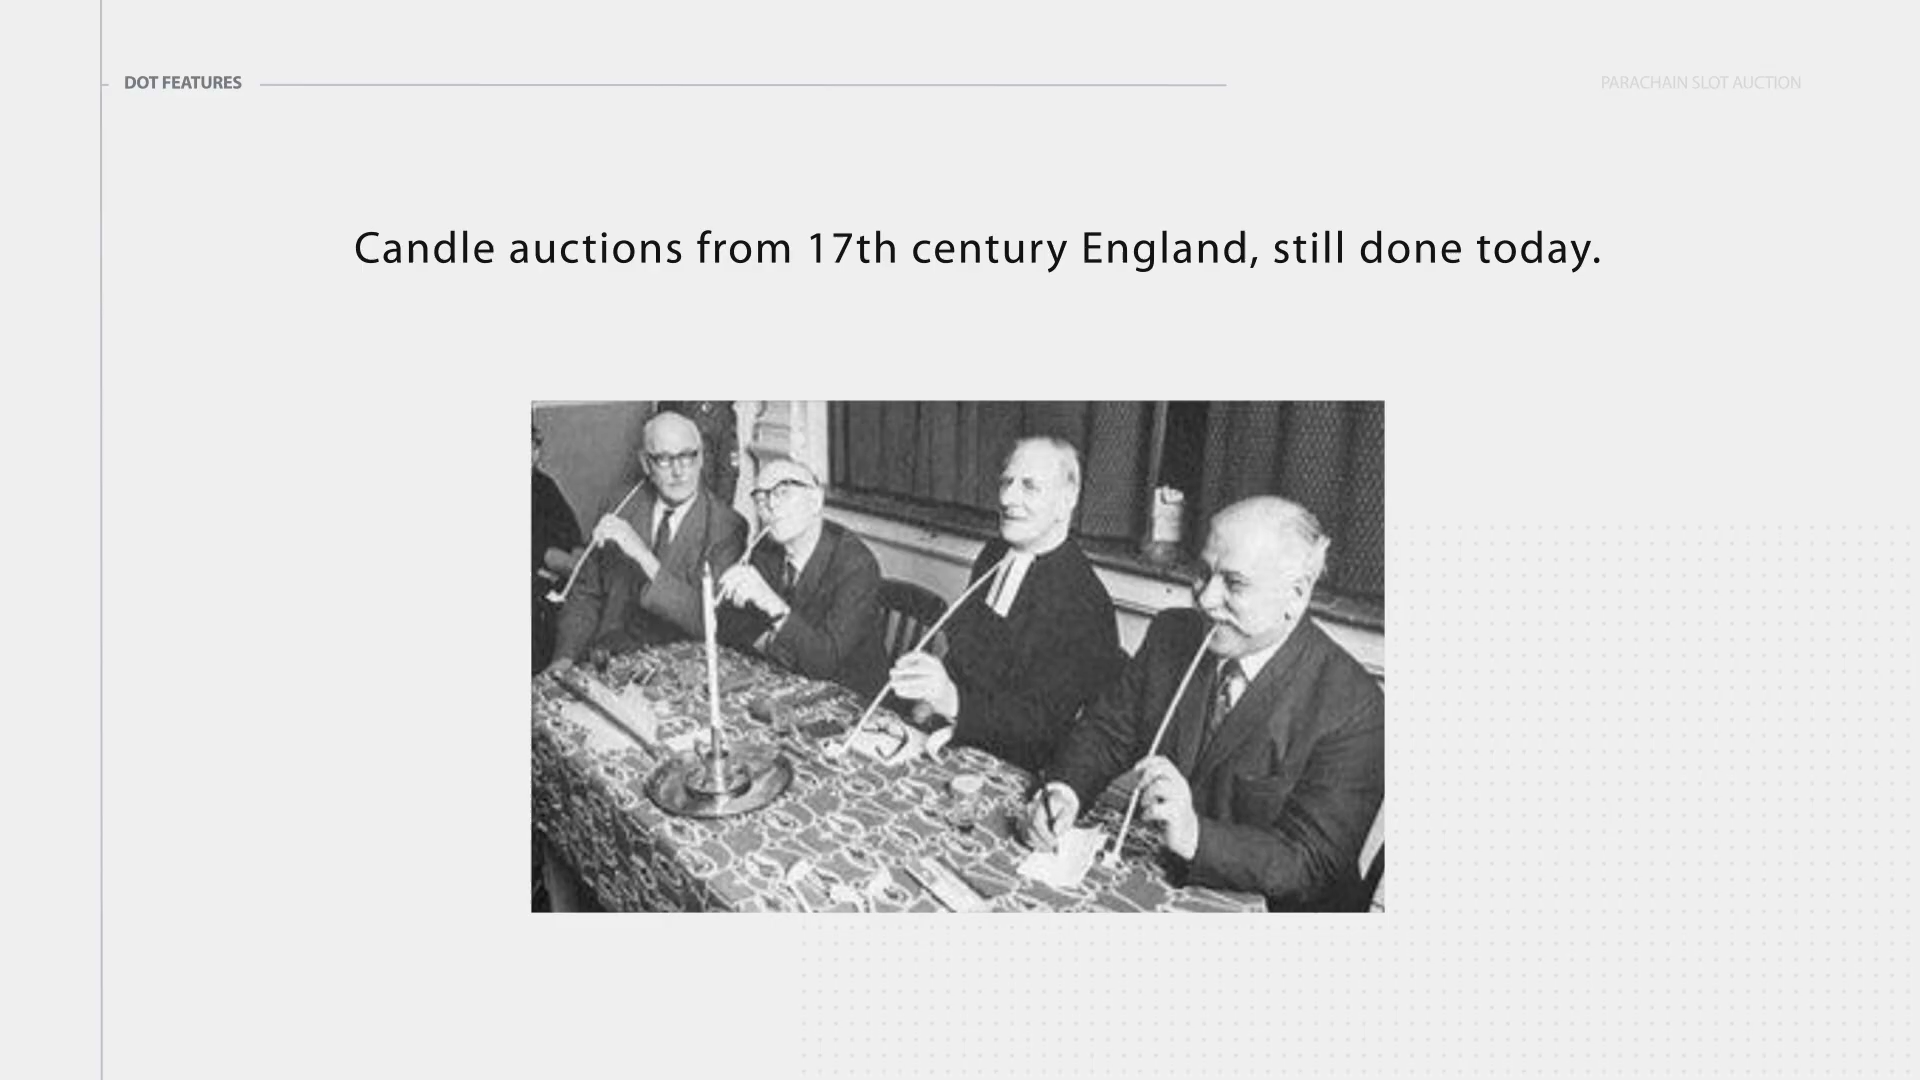 DOT FEATURES
PARACHAIN SLOT AUCTION
Candle auctions from 17th century England, still done today.